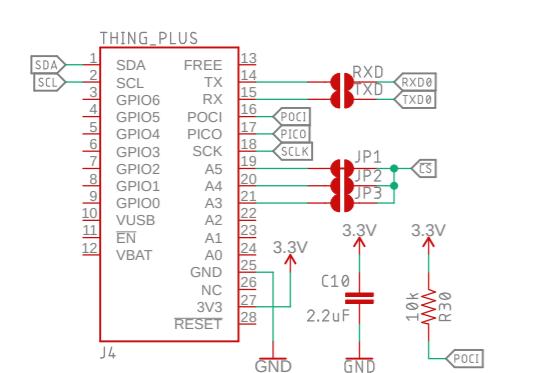 THING_PLUS
SDA 1 SDA FREE 13
SCL 2 SCL TX 14 RXD RXD0
3 GPIO6 RX 15 TXD TXD0
4 GPIO5 POCI 16 POCI
5 GPIO4 PICO 17 PICO
6 GPIO3 SCK 18 SCLK
7 GPIO2 A5 19 JP1 CS
8 GPIO1 A4 20 JP2
9 GPIO0 A3 21 JP3
10 VUSB A2 22
11 EN A1 23
12 VBAT A0 24
GND 25
NC 26
3V3 27
RESET 28
J4
3.3V
GND
3.3V
C10
2.2uF
GND
3.3V
10k
R30
POCI